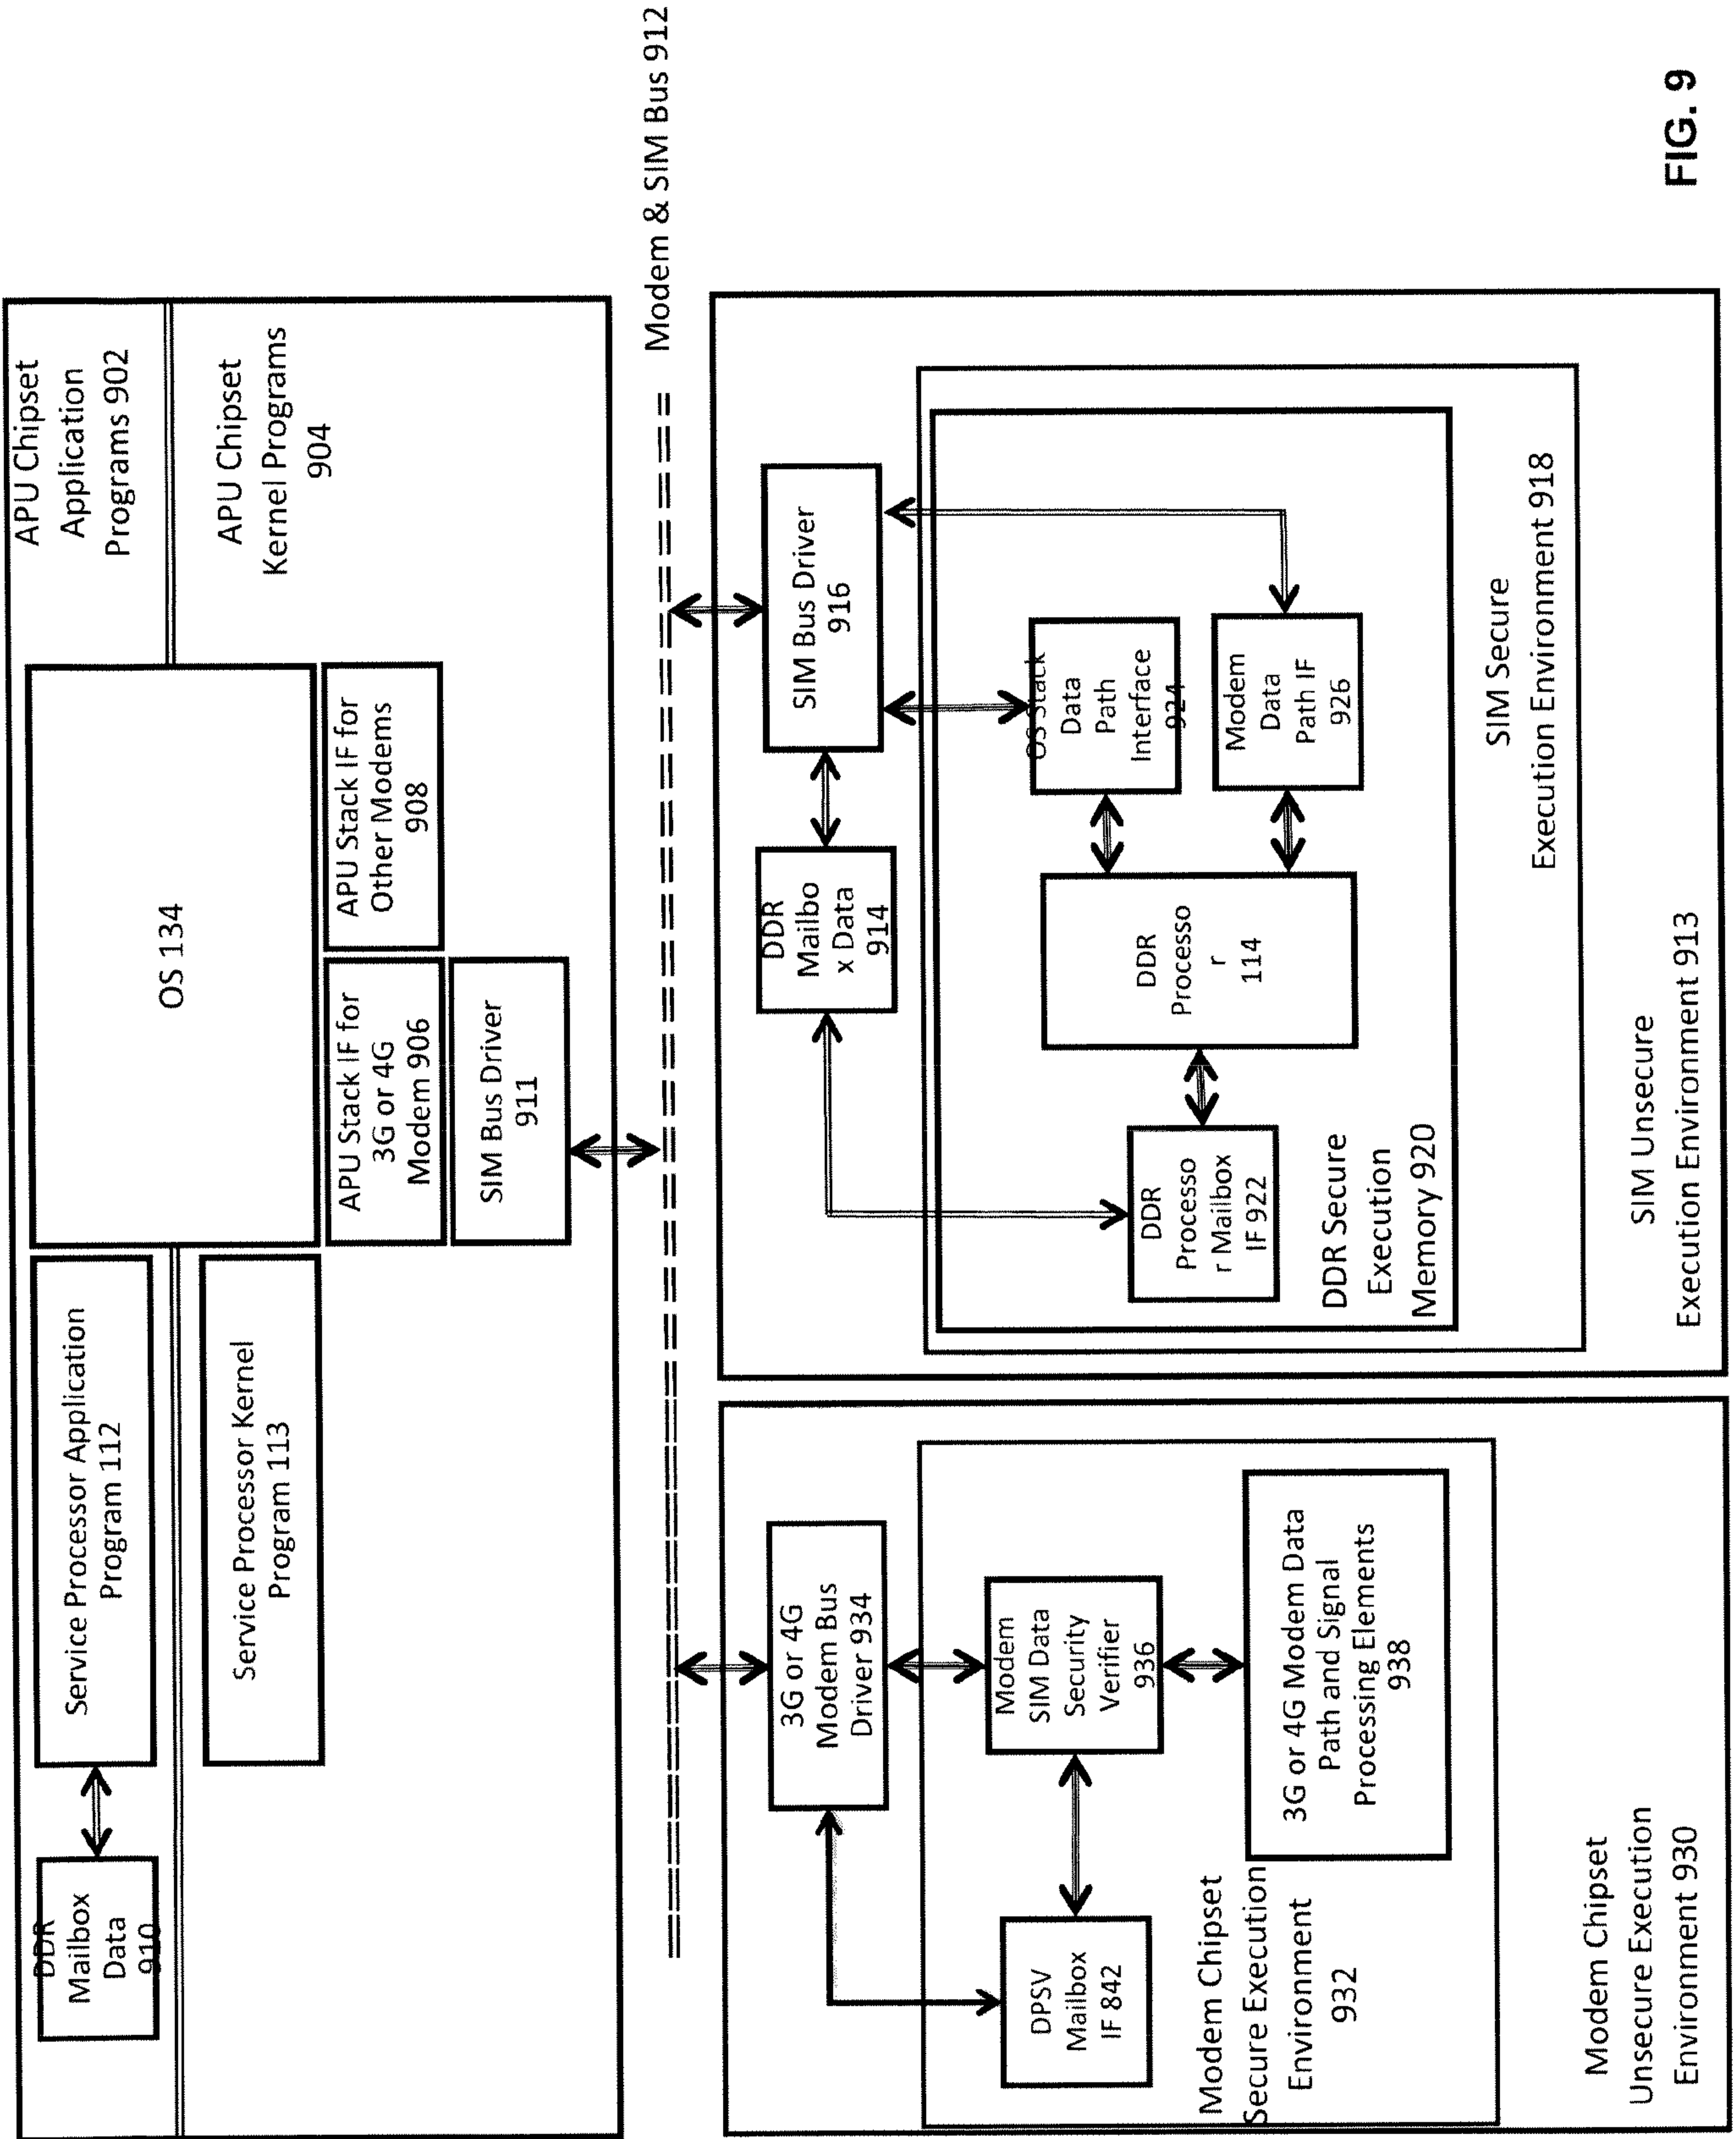 APU Chipset
Application
Programs 902
APU Chipset
Kernel Programs
904
DDR
Mailbox
Data
910
Service Processor Application
Program 112
Service Processor Kernel
Program 113
OS 134
APU Stack IF for
3G or 4G
Modem 906
APU Stack IF for
Other Modems
908
SIM Bus Driver
911
Modem & SIM Bus 912
3G or 4G
Modem Bus
Driver 934
DPSV
Mailbox
IF 842
Modem
SIM Data
Security
Verifier
936
3G or 4G Modem Data
Path and Signal
Processing Elements
938
Modem Chipset
Secure Execution
Environment
932
Modem Chipset
Unsecure Execution
Environment 930
DDR
Mailbo
x Data
914
SIM Bus Driver
916
DDR
Processo
r Mailbox
IF 922
DDR
Processo
r
114
OS Stack
Data
Path
Interface
924
Modem
Data
Path IF
926
DDR Secure
Execution
Memory 920
SIM Secure
Execution Environment 918
SIM Unsecure
Execution Environment 913
FIG. 9